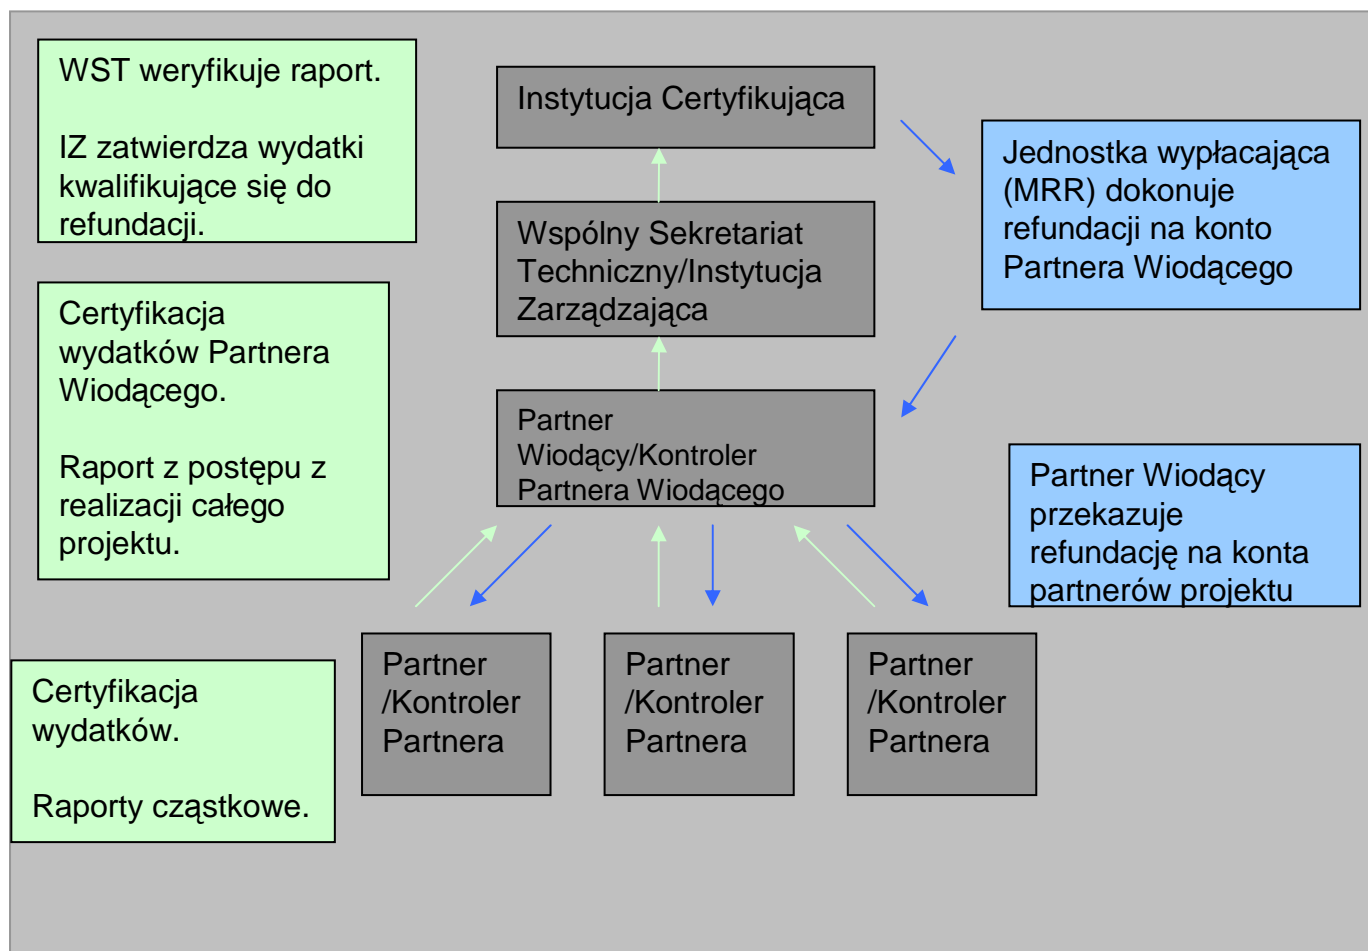 WST weryfikuje raport.
IZ zatwierdza wydatki
kwalifikujące się do
refundacji.
Instytucja Certyfikująca
Jednostka wypłacająca
(MRR) dokonuje
refundacji na konto
Partnera Wiodącego
Wspólny Sekretariat
Techniczny/Instytucja
Zarządzająca
Certyfikacja
wydatków Partnera
Wiodącego.
Raport z postępu z
realizacji całego
projektu.
Partner
Wiodący/Kontroler
Partnera Wiodącego
Partner Wiodący
przekazuje
refundację na konta
partnerów projektu
Certyfikacja
wydatków.
Raporty cząstkowe.
Partner
/Kontroler
Partnera
Partner
/Kontroler
Partnera
Partner
/Kontroler
Partnera